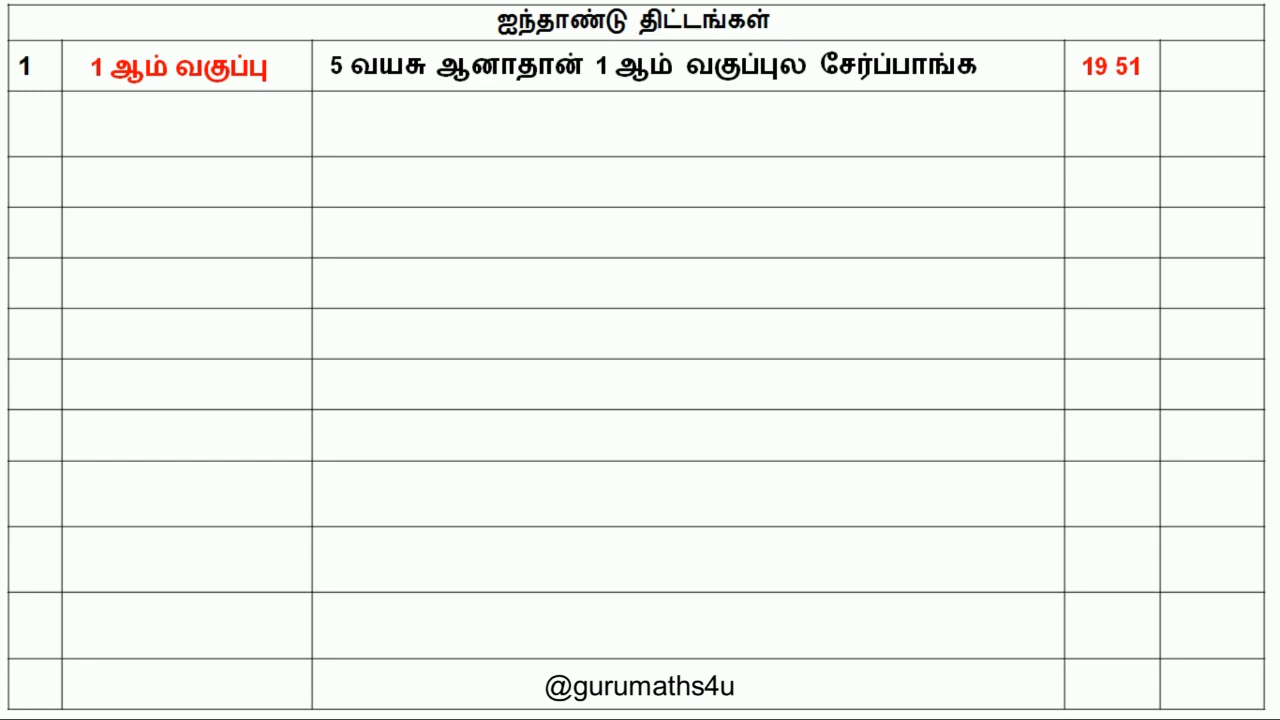 ஐந்தாண்டு திட்டங்கள்
1 1 ஆம் வகுப்பு 5 வயசு ஆனாதான் 1 ஆம் வகுப்புல சேர்ப்பாங்க 19 51
@gurumaths4u